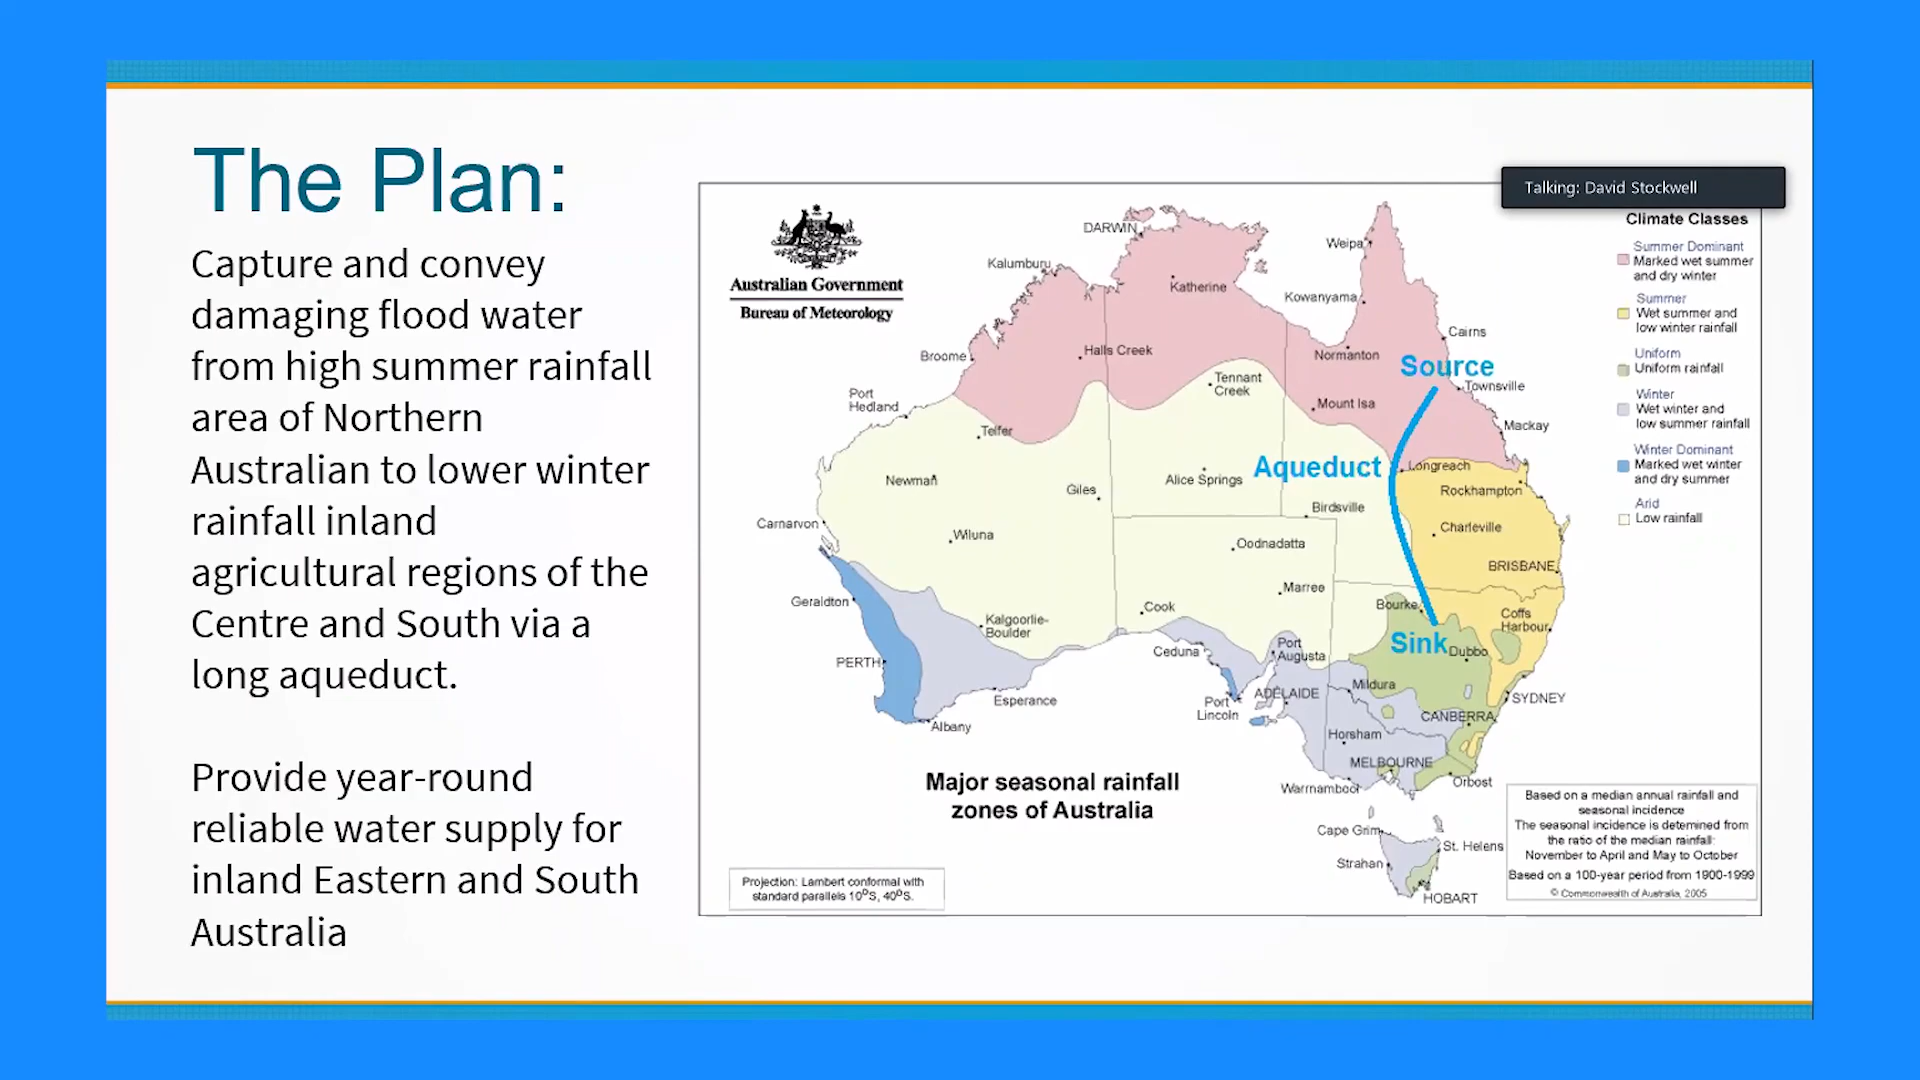 The Plan:
Capture and convey
damaging flood water
from high summer rainfall
area of Northern
Australian to lower winter
rainfall inland
agricultural regions of the
Centre and South via a
long aqueduct.
Provide year-round
reliable water supply for
inland Eastern and South
Australia
Talking: David Stockwell
Australian Government
Bureau of Meteorology
DARWIN
Weipa
Kalumburu
Katherine
Kowanyama
Cairns
Broome
Halls Creek
Normanton
Source
Townsville
Port
Hedland
Tennant
Creek
Mount Isa
Mackay
Telfer
Aqueduct
Longreach
Newman
Giles
Alice Springs
Rockhampton
Birdsville
Carnarvon
Wiluna
Charleville
Oodnadatta
BRISBANE
Marree
Geraldton
Cook
Bourke
Coffs
Harbour
Kalgoorlie-
Boulder
Sink
Dubbo
Ceduna
Port
Augusta
PERTH
Mildura
ADELAIDE
SYDNEY
Esperance
Port
Lincoln
CANBERRA
Albany
Horsham
MELBOURNE
Orbost
Warrnambool
Cape Grim
St. Helens
Strahan
HOBART
Major seasonal rainfall
zones of Australia
Projection: Lambert conformal with
standard parallels 10°S, 40°S.
Climate Classes
Summer Dominant
Marked wet summer
and dry winter
Summer
Wet summer and
low winter rainfall
Uniform
Uniform rainfall
Winter
Wet winter and
low summer rainfall
Winter Dominant
Marked wet winter
and dry summer
Arid
Low rainfall
Based on a median annual rainfall and
seasonal incidence
The seasonal incidence is determined from
the ratio of the median rainfall:
November to April and May to October
Based on a 100-year period from 1900-1999
© Commonwealth of Australia, 2005